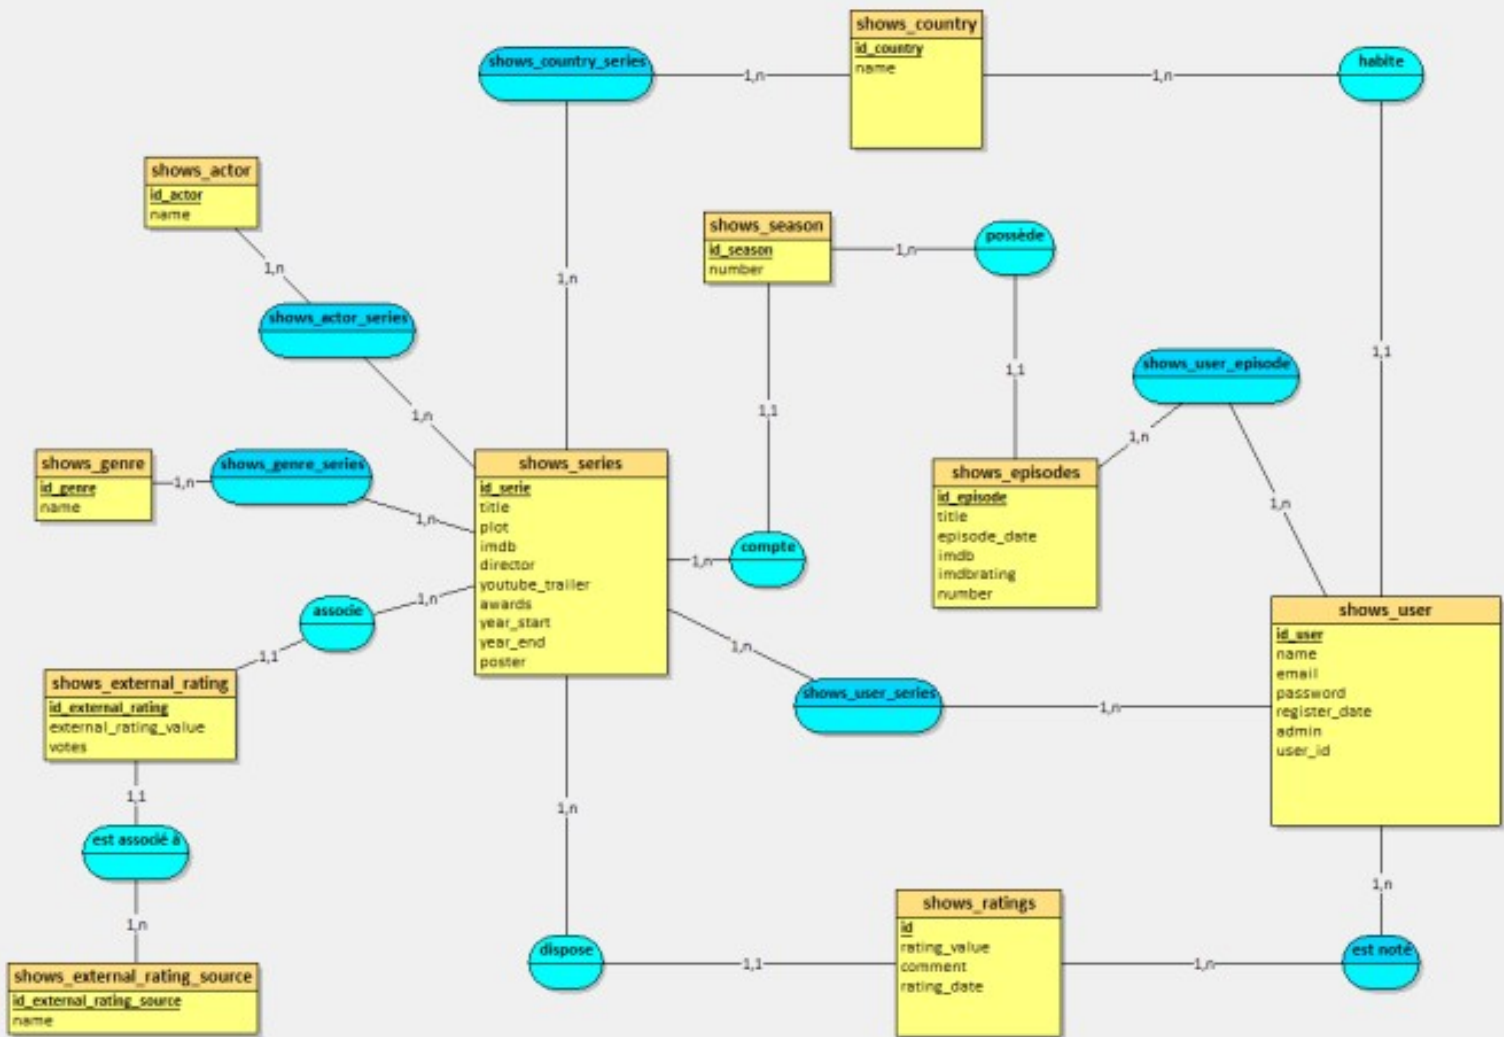 shows_country
id_country
name
shows_country_series
1,n
1,n
habite
shows_actor
id_actor
name
1,n
shows_season
id_season
number
1,n
possède
1,n
shows_actor_series
1,n
1,1
1,1
shows_user_episode
1,1
1,n
1,n
1,n
shows_genre
id_genre
name
1,n
shows_genre_series
1,n
shows_series
id_serie
title
plot
imdb
director
youtube_trailer
awards
year_start
year_end
poster
1,n
compte
shows_episodes
id_episode
title
episode_date
imdb
imdbrating
number
associe
1,n
1,1
shows_user
id_user
name
email
password
register_date
admin
user_id
1,n
shows_user_series
1,n
shows_external_rating
id_external_rating
external_rating_value
votes
1,1
est associé à
1,n
shows_external_rating_source
id_external_rating_source
name
1,n
dispose
1,1
shows_ratings
id
rating_value
comment
rating_date
1,n
1,n
est noté